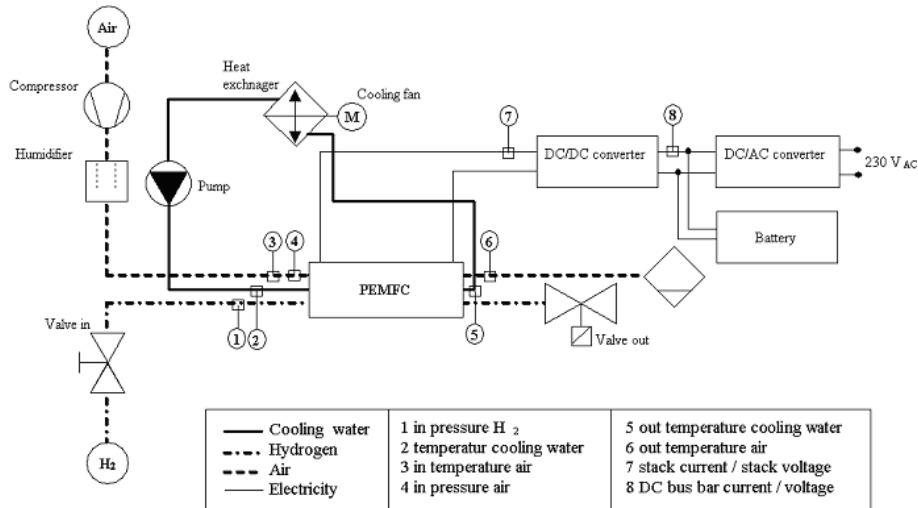 Air
Compressor
Humidifier
Heat
exchnager
Cooling fan
M
Pump
7
8
DC/DC converter
DC/AC converter
230 V AC
Battery
3
4
6
PEMFC
1
2
5
Valve in
Valve out
H₂
Cooling water
Hydrogen
Air
Electricity
1 in pressure H ₂
2 temperatur cooling water
3 in temperature air
4 in pressure air
5 out temperature cooling water
6 out temperature air
7 stack current / stack voltage
8 DC bus bar current / voltage